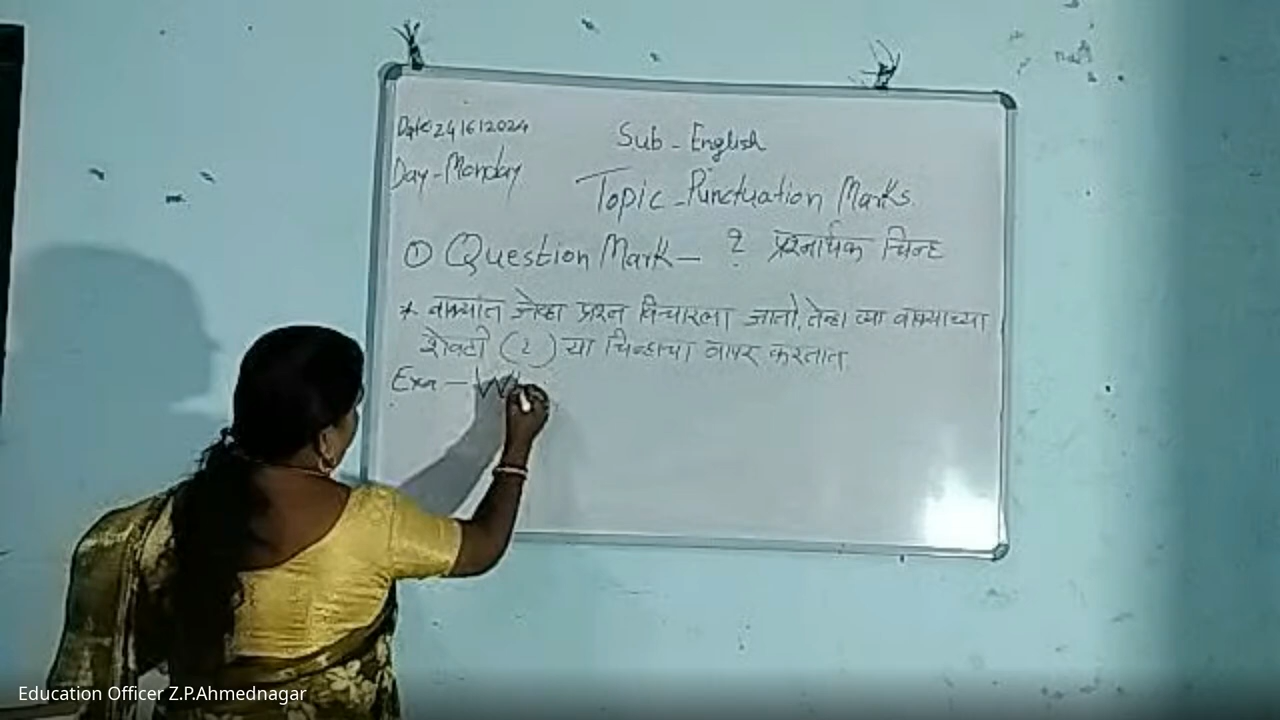 Date 24/6/2024
Sub - English
Day - Monday
Topic - Punctuation Marks
① Question Mark - ? प्रश्नार्थक चिन्ह
* वाक्यांत जेव्हा प्रश्न विचारला जातो, तेव्हा त्या वाक्याच्या
शेवटी (?) या चिन्हाचा वापर करतात.
Exa - Wh
Education Officer Z.P.Ahmednagar